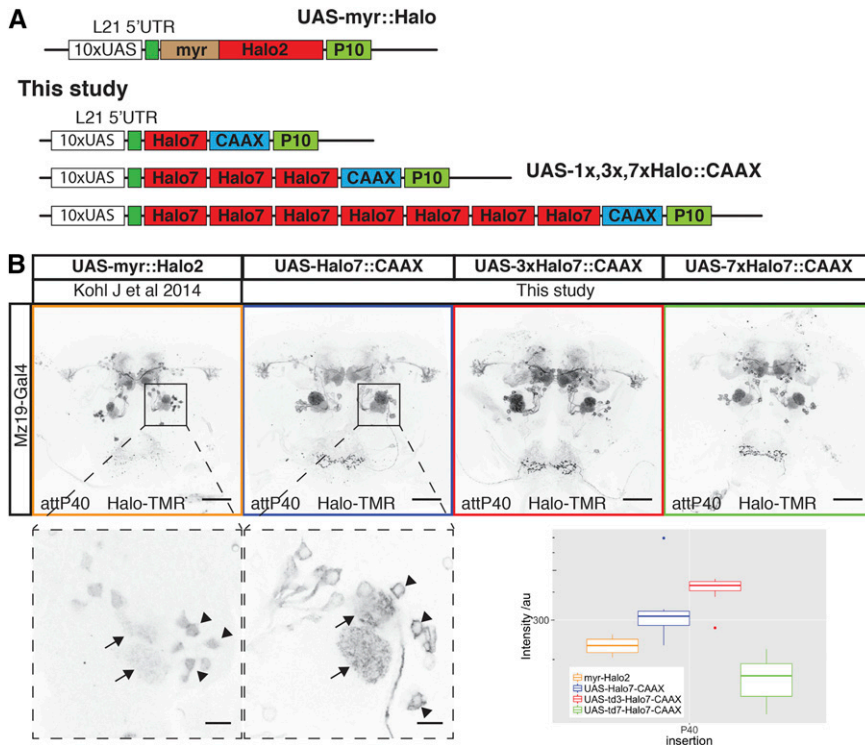 A
UAS-myr::Halo
L21 5'UTR
10xUAS myr Halo2 P10
This study
L21 5'UTR
10xUAS Halo7 CAAX P10
10xUAS Halo7 Halo7 Halo7 CAAX P10
UAS-1x,3x,7xHalo::CAAX
10xUAS Halo7 Halo7 Halo7 Halo7 Halo7 Halo7 Halo7 CAAX P10
B
UAS-myr::Halo2 UAS-Halo7::CAAX UAS-3xHalo7::CAAX UAS-7xHalo7::CAAX
Kohl J et al 2014 This study
Mz19-Gal4
attP40 Halo-TMR attP40 Halo-TMR attP40 Halo-TMR attP40 Halo-TMR
Intensity /au
300
myr-Halo2
UAS-Halo7-CAAX
UAS-td3-Halo7-CAAX
UAS-td7-Halo7-CAAX
P40
insertion